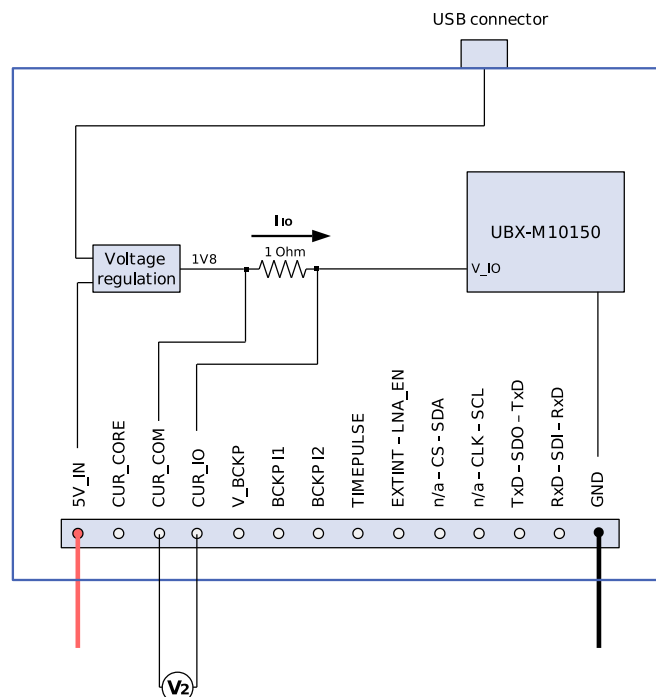 USB connector
I IO
1 Ohm
UBX-M10150
Voltage
regulation
1V8
V_IO
5V_IN
CUR_CORE
CUR_COM
CUR_IO
V_BCKP
BCKP I1
BCKP I2
TIMEPULSE
EXTINT – LNA_EN
n/a – CS – SDA
n/a – CLK – SCL
TxD – SDO – TxD
RxD – SDI – RxD
GND
V2